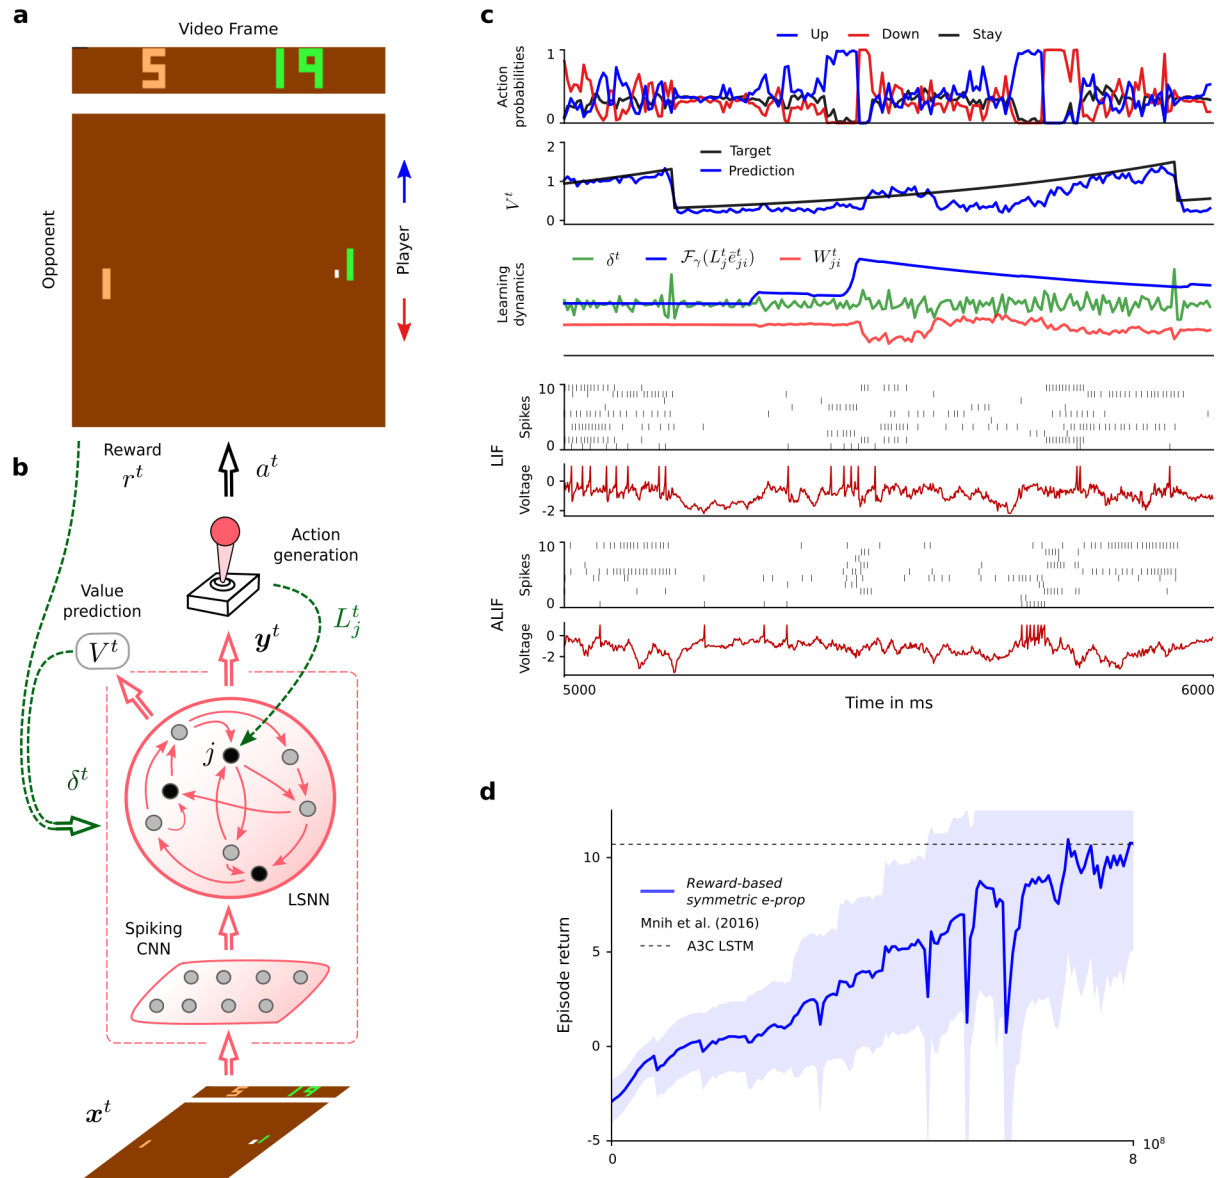 a
Video Frame
5 19
Opponent
Player
b
Reward
r^t
a^t
Action
generation
Value
prediction
L_j^t
V^t
y^t
j
δ^t
LSNN
Spiking
CNN
5 19
x^t
c
Up Down Stay
Action
probabilities
1
0
Target
Prediction
V^t
2
1
0
δ^t F_γ(L_j^t ē_ji^t) W_ji^t
Learning
dynamics
LIF
Spikes
10
0
Voltage
0
-2
ALIF
Spikes
10
0
Voltage
0
-2
5000 6000
Time in ms
d
Episode return
10
5
0
-5
Reward-based
symmetric e-prop
Mnih et al. (2016)
A3C LSTM
0 8
10^8